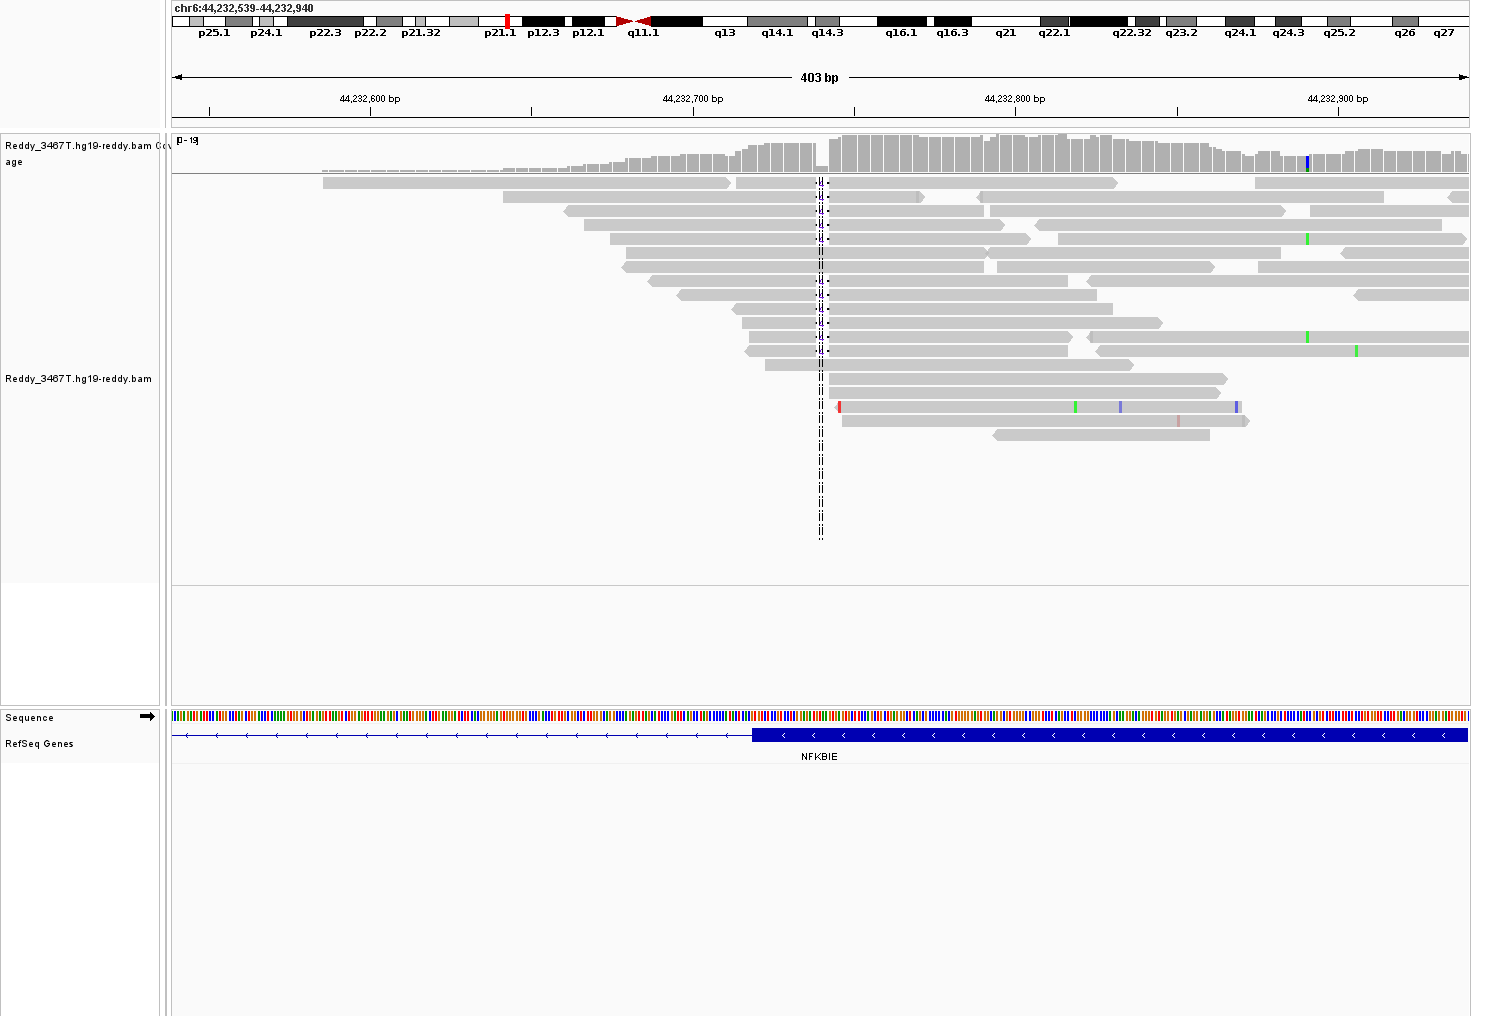 chr6:44,232,539-44,232,940
p25.1 p24.1 p22.3 p22.2 p21.32 p21.1 p12.3 p12.1 q11.1 q13 q14.1 q14.3 q16.1 q16.3 q21 q22.1 q22.32 q23.2 q24.1 q24.3 q25.2 q26 q27
403 bp
44,232,600 bp 44,232,700 bp 44,232,800 bp 44,232,900 bp
[0 - 19]
Reddy_3467T.hg19-reddy.bam Cov
age
Reddy_3467T.hg19-reddy.bam
Sequence
RefSeq Genes
NFKBIE